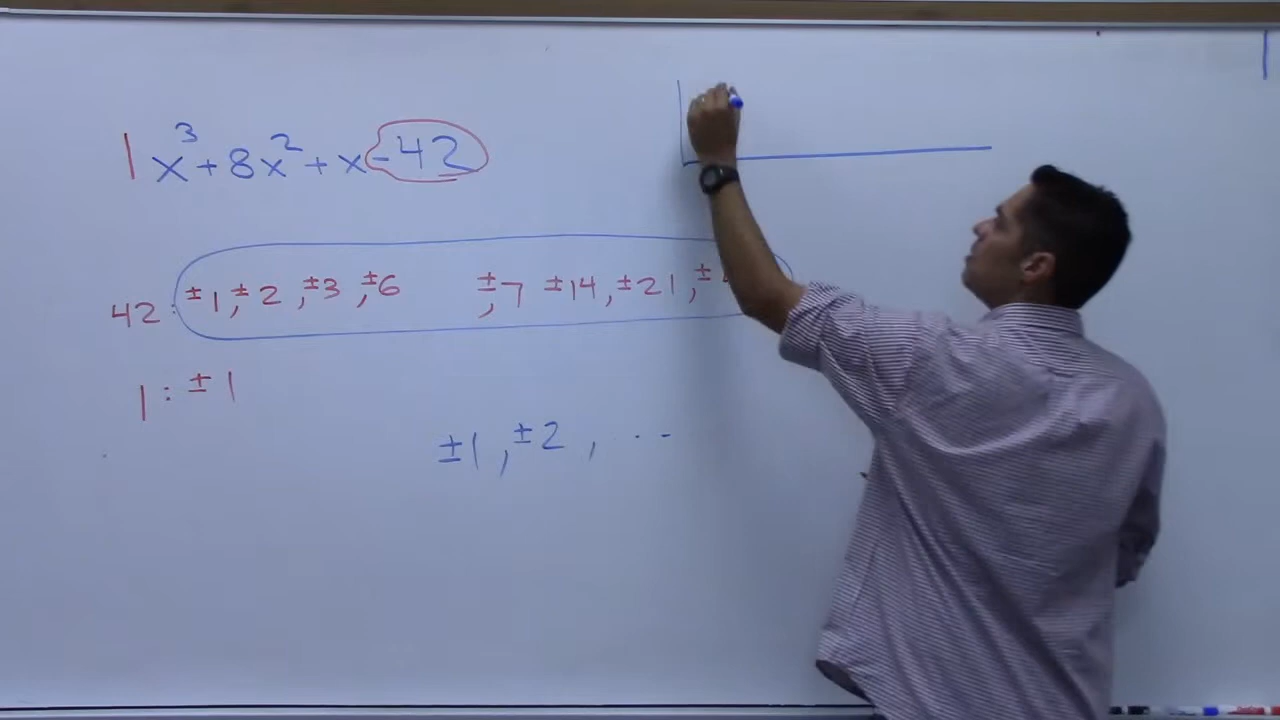 1x³+8x²+x-42
42: ±1, ±2, ±3, ±6, ±7 ±14, ±21, ±
1: ±1
±1, ±2, ...